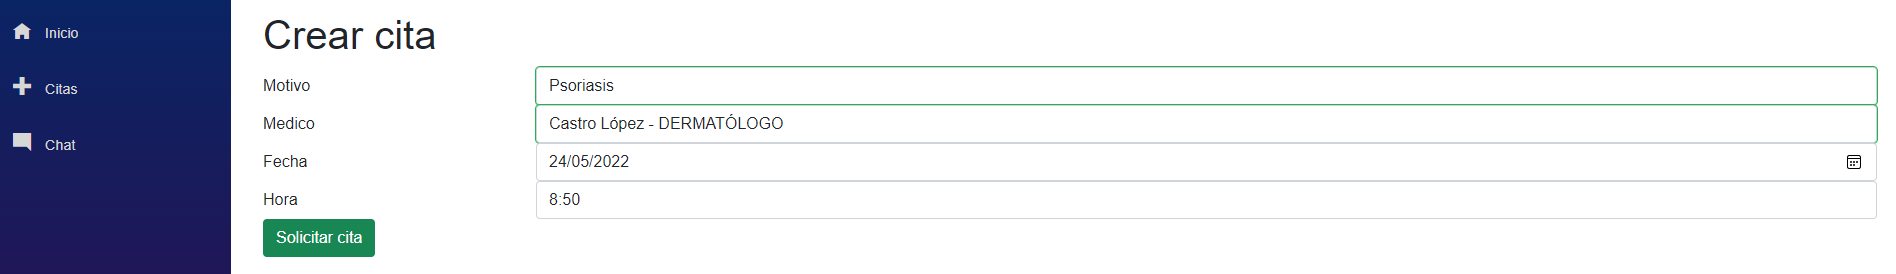 Inicio
Citas
Chat
Crear cita
Motivo Psoriasis
Medico Castro López - DERMATÓLOGO
Fecha 24/05/2022
Hora 8:50
Solicitar cita